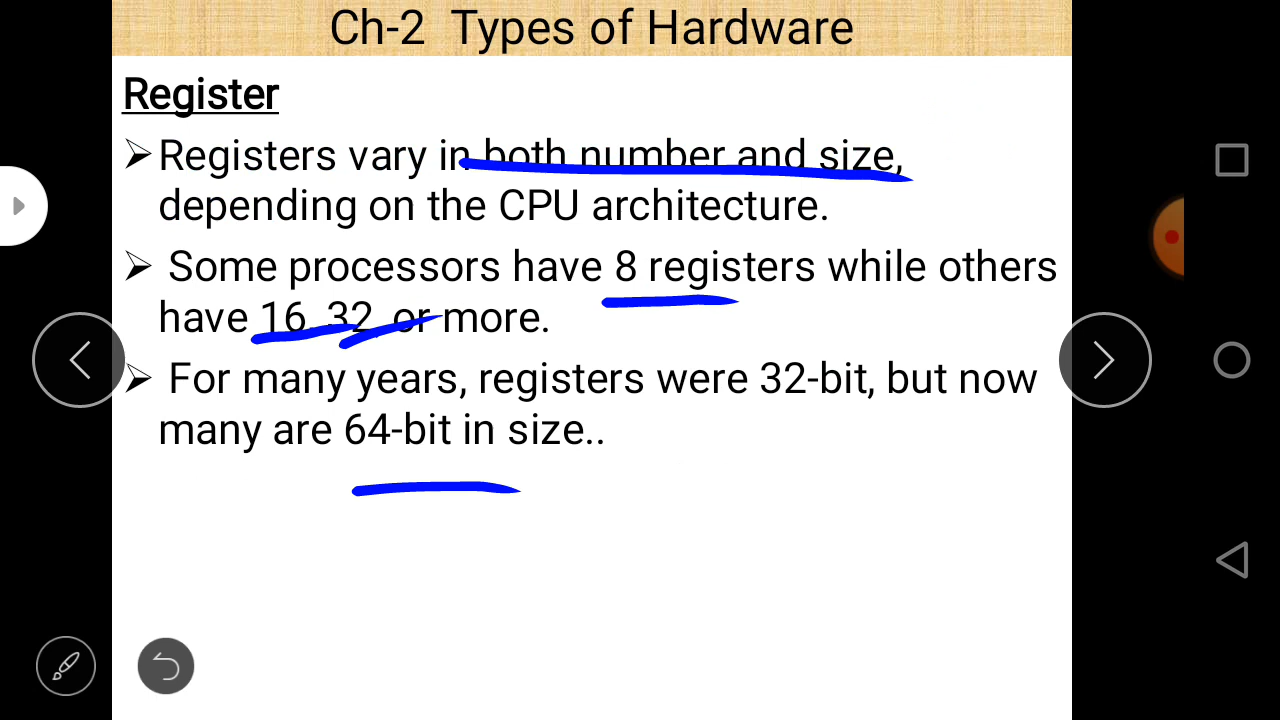 Ch-2 Types of Hardware
Register
➢Registers vary in both number and size,
depending on the CPU architecture.
➢ Some processors have 8 registers while others
have 16, 32, or more.
➢ For many years, registers were 32-bit, but now
many are 64-bit in size..